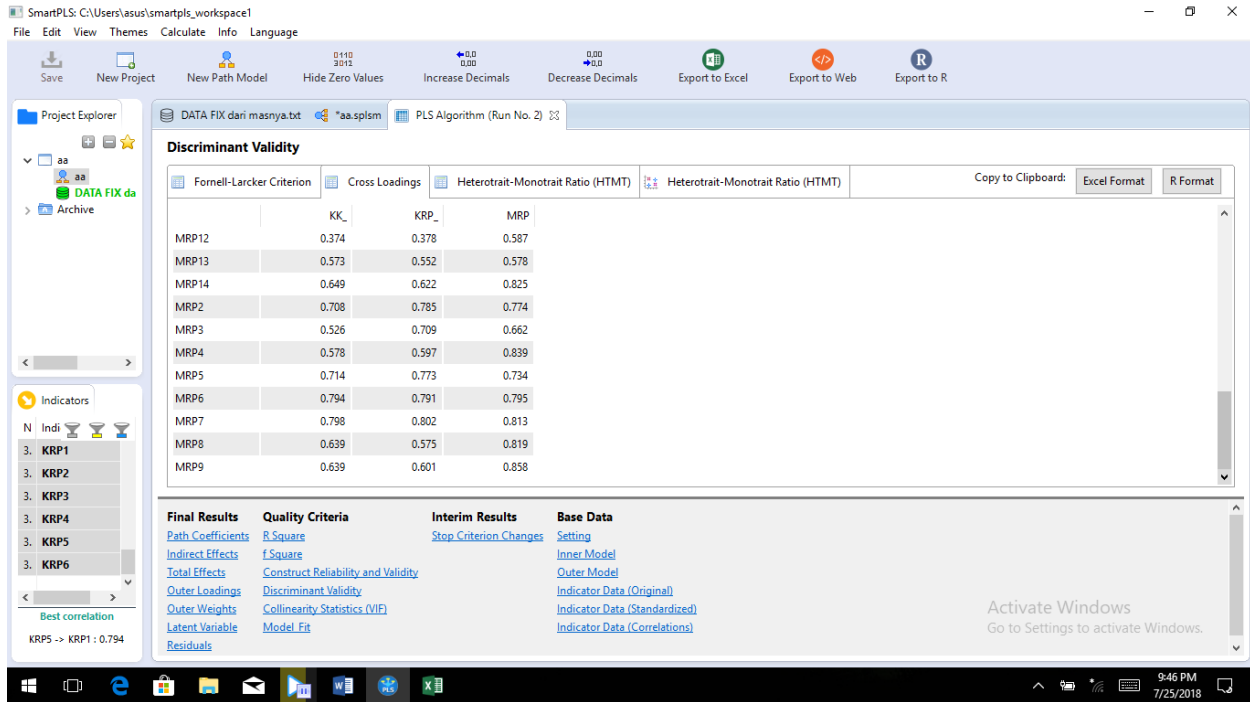 SmartPLS: C:\Users\asus\smartpls_workspace1
File Edit View Themes Calculate Info Language
Save New Project New Path Model Hide Zero Values Increase Decimals Decrease Decimals Export to Excel Export to Web Export to R
Project Explorer
aa
aa
DATA FIX da
Archive
DATA FIX dari masnya.txt *aa.splsm PLS Algorithm (Run No. 2)
Discriminant Validity
Fornell-Larcker Criterion Cross Loadings Heterotrait-Monotrait Ratio (HTMT) Heterotrait-Monotrait Ratio (HTMT) Copy to Clipboard: Excel Format R Format
KK_ KRP_ MRP
MRP12 0.374 0.378 0.587
MRP13 0.573 0.552 0.578
MRP14 0.649 0.622 0.825
MRP2 0.708 0.785 0.774
MRP3 0.526 0.709 0.662
MRP4 0.578 0.597 0.839
MRP5 0.714 0.773 0.734
MRP6 0.794 0.791 0.795
MRP7 0.798 0.802 0.813
MRP8 0.639 0.575 0.819
MRP9 0.639 0.601 0.858
Indicators
N Indi
3. KRP1
3. KRP2
3. KRP3
3. KRP4
3. KRP5
3. KRP6
Best correlation
KRP5 -> KRP1 : 0.794
Final Results Quality Criteria Interim Results Base Data
Path Coefficients R Square Stop Criterion Changes Setting
Indirect Effects f Square Inner Model
Total Effects Construct Reliability and Validity Outer Model
Outer Loadings Discriminant Validity Indicator Data (Original)
Outer Weights Collinearity Statistics (VIF) Indicator Data (Standardized)
Latent Variable Model_Fit Indicator Data (Correlations)
Residuals
Activate Windows
Go to Settings to activate Windows.
9:46 PM
7/25/2018